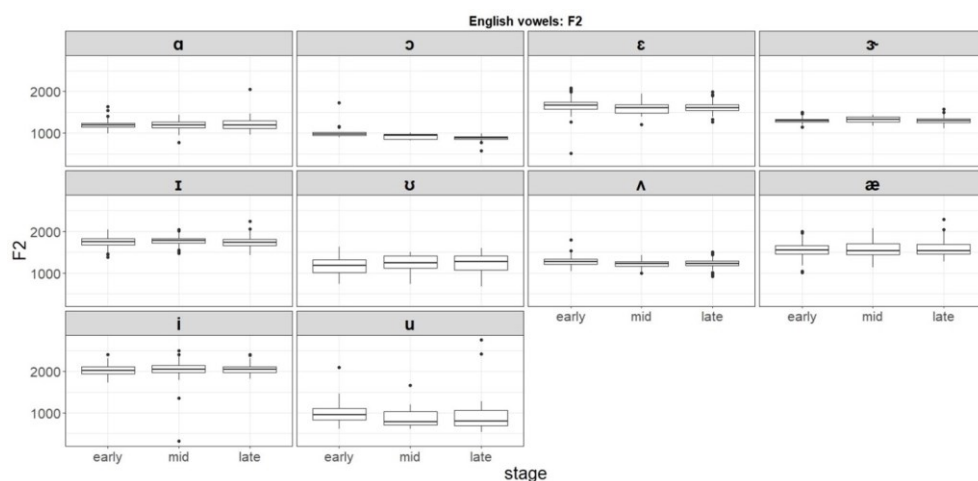 English vowels: F2
ɑ ɔ ɛ ɝ
2000
1000
ɪ ʊ ʌ æ
2000
1000
early mid late early mid late
i u
2000
1000
early mid late early mid late
F2
stage